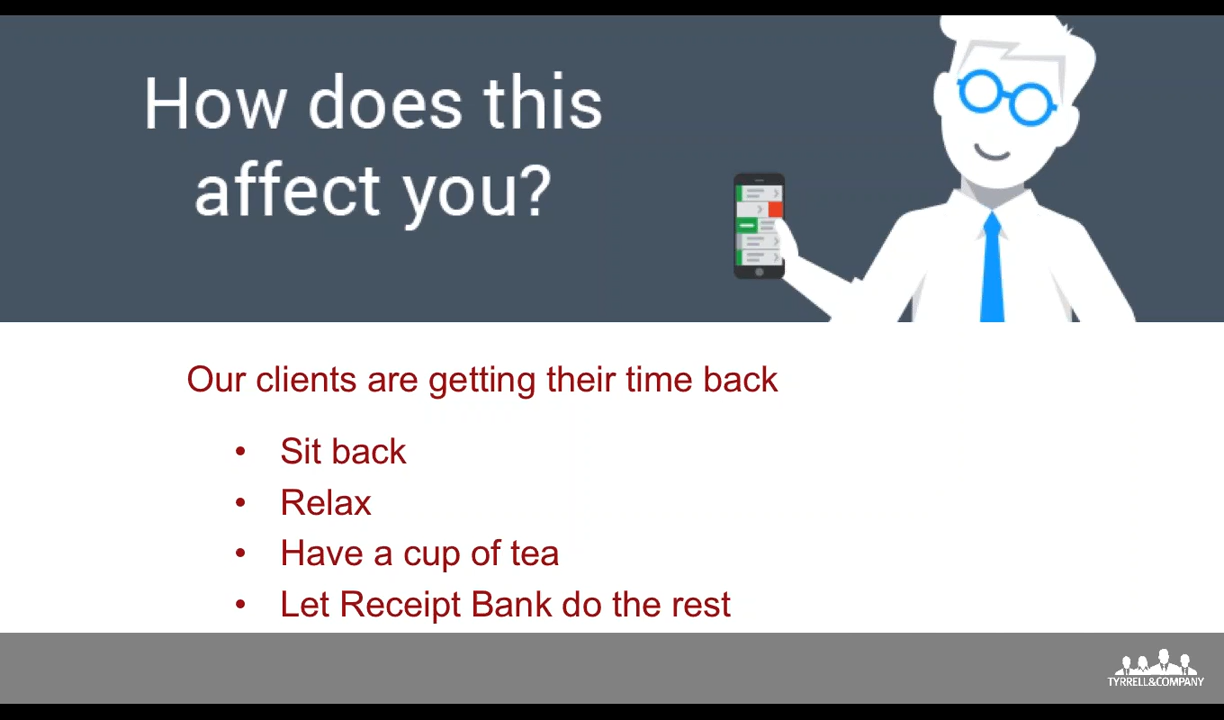 How does this
affect you?
Our clients are getting their time back
• Sit back
• Relax
• Have a cup of tea
• Let Receipt Bank do the rest
TYRRELL&COMPANY